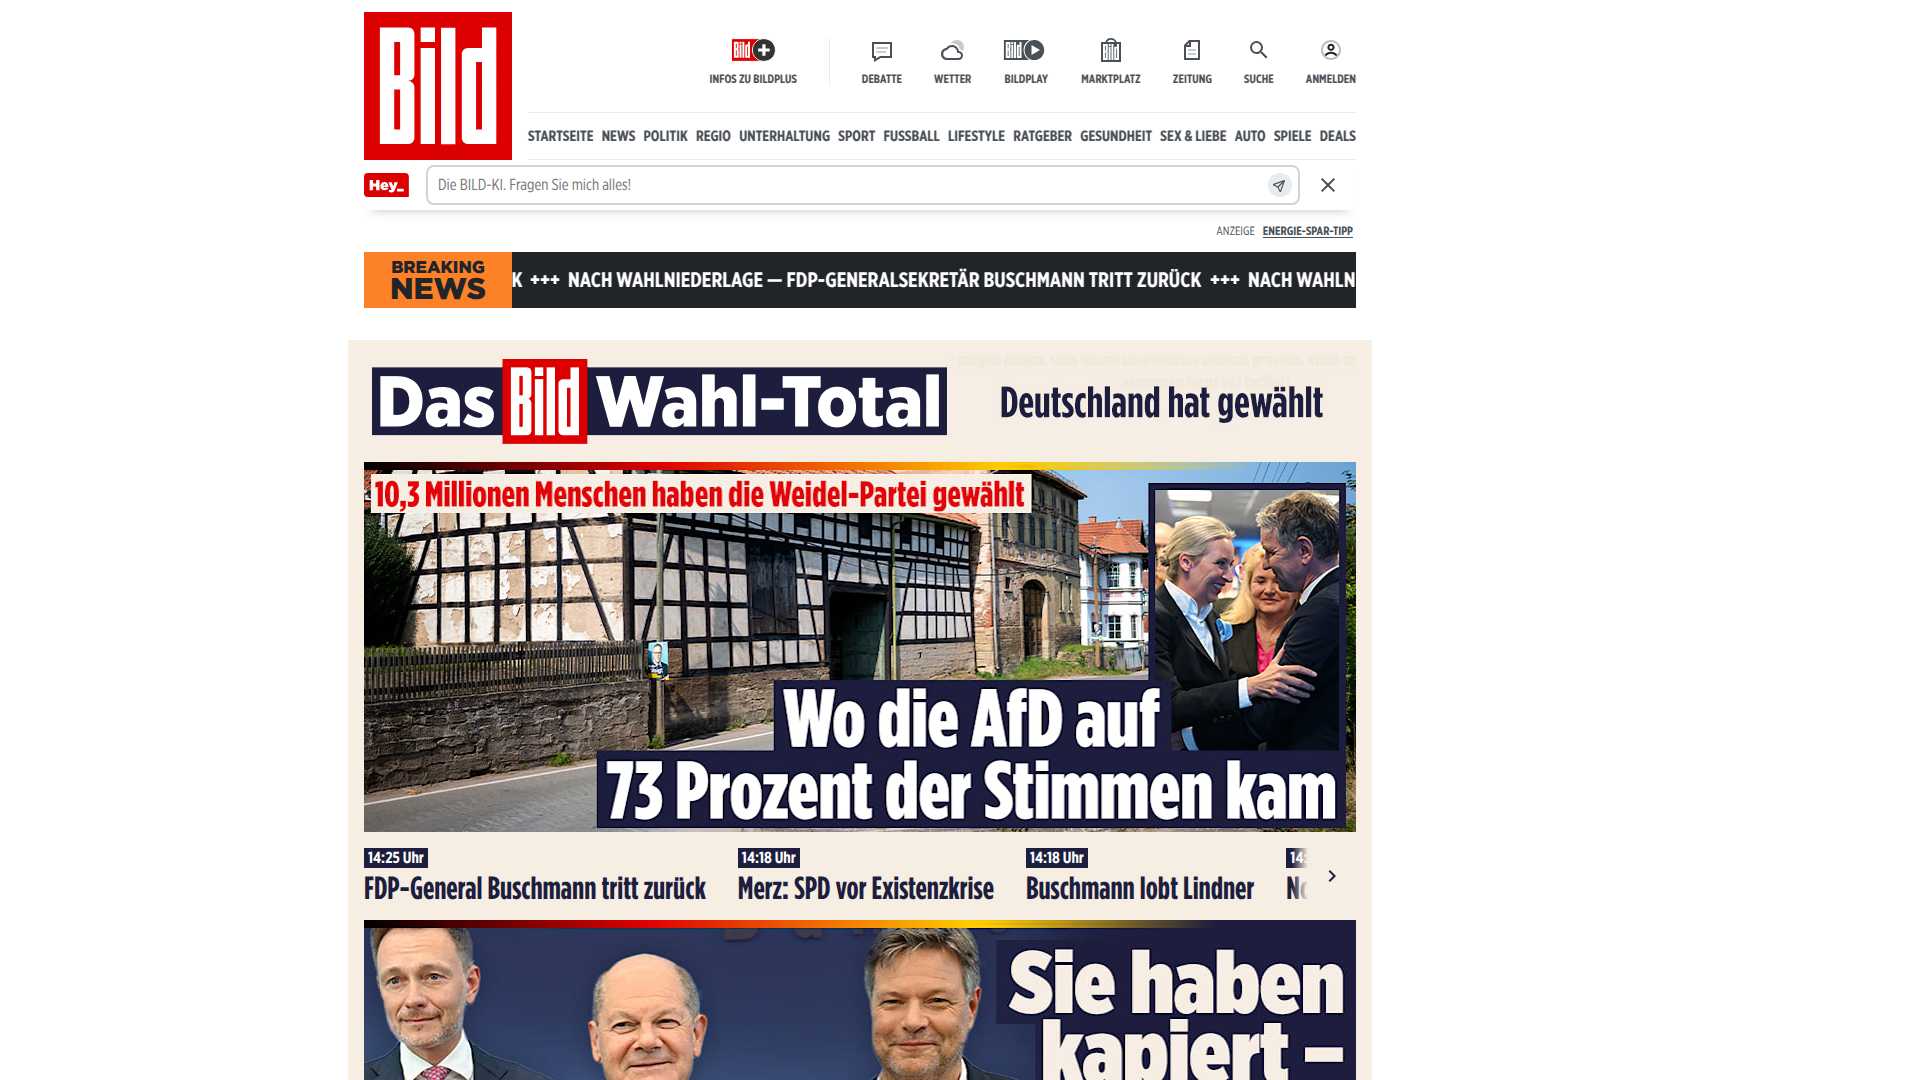 Bild
Bild +
INFOS ZU BILDPLUS
DEBATTE
WETTER
Bild
BILDPLAY
Bild
MARKTPLATZ
ZEITUNG
SUCHE
ANMELDEN
STARTSEITE NEWS POLITIK REGIO UNTERHALTUNG SPORT FUSSBALL LIFESTYLE RATGEBER GESUNDHEIT SEX & LIEBE AUTO SPIELE DEALS
Hey_
Die BILD-KI. Fragen Sie mich alles!
ANZEIGE ENERGIE-SPAR-TIPP
BREAKING
NEWS
K +++ NACH WAHLNIEDERLAGE — FDP-GENERALSEKRETÄR BUSCHMANN TRITT ZURÜCK +++ NACH WAHLN
Das Bild Wahl-Total
Deutschland hat gewählt
10,3 Millionen Menschen haben die Weidel-Partei gewählt
Wo die AfD auf
73 Prozent der Stimmen kam
14:25 Uhr
FDP-General Buschmann tritt zurück
14:18 Uhr
Merz: SPD vor Existenzkrise
14:18 Uhr
Buschmann lobt Lindner
14:
Sie haben
kapiert –